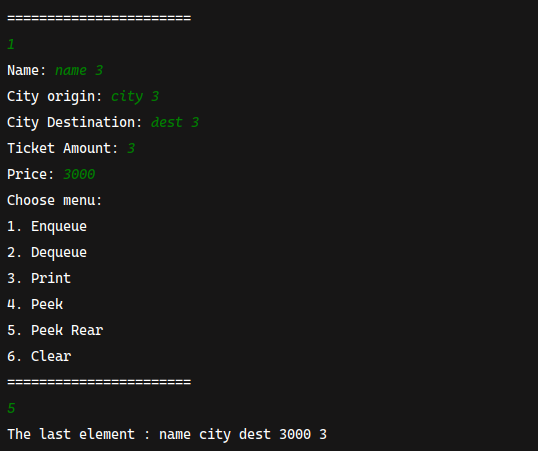 =======================
1
Name: name 3
City origin: city 3
City Destination: dest 3
Ticket Amount: 3
Price: 3000
Choose menu:
1. Enqueue
2. Dequeue
3. Print
4. Peek
5. Peek Rear
6. Clear
=======================
5
The last element : name city dest 3000 3